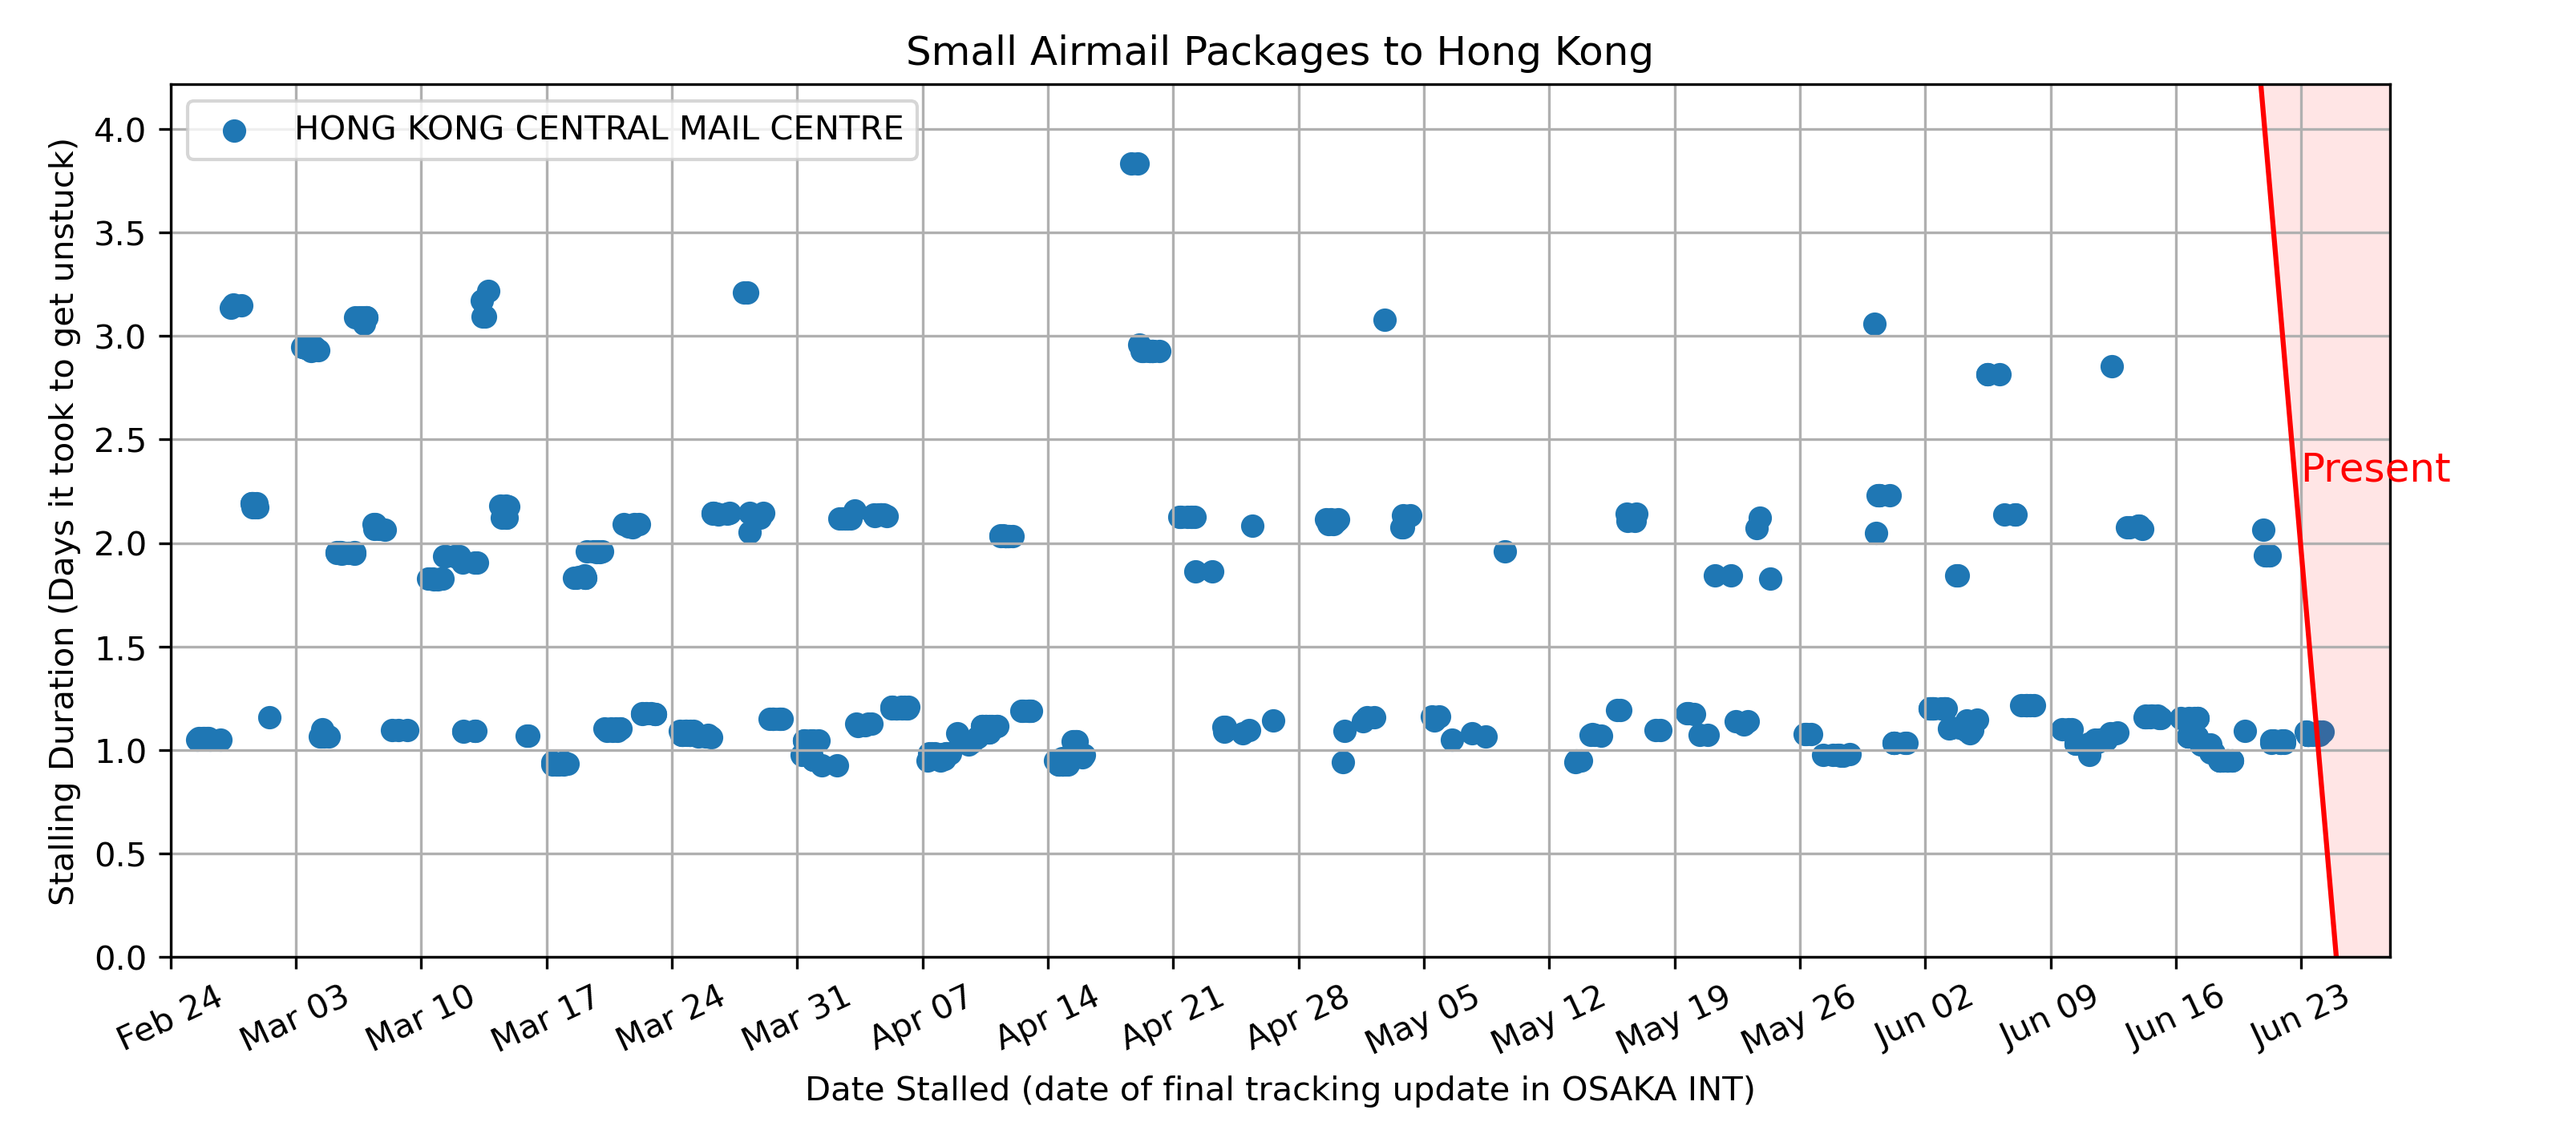 Small Airmail Packages to Hong Kong
HONG KONG CENTRAL MAIL CENTRE
Stalling Duration (Days it took to get unstuck)
4.0
3.5
3.0
2.5
2.0
1.5
1.0
0.5
0.0
Present
Feb 24
Mar 03
Mar 10
Mar 17
Mar 24
Mar 31
Apr 07
Apr 14
Apr 21
Apr 28
May 05
May 12
May 19
May 26
Jun 02
Jun 09
Jun 16
Jun 23
Date Stalled (date of final tracking update in OSAKA INT)